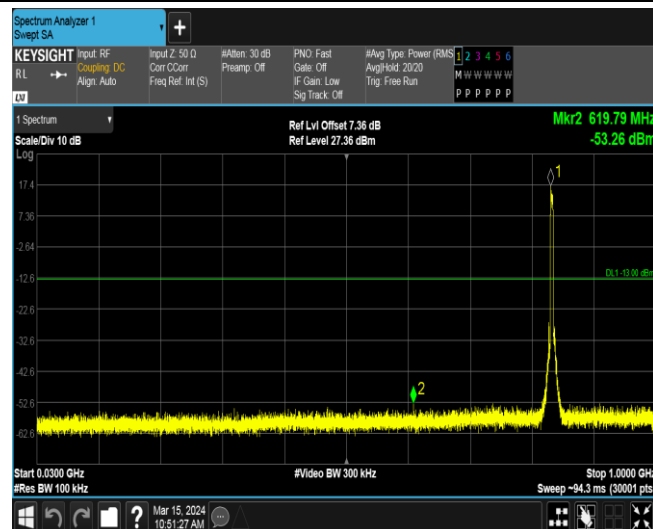 Spectrum Analyzer 1
Swept SA
+
KEYSIGHT Input: RF Input Z: 50 Ω #Atten: 30 dB PNO: Fast #Avg Type: Power (RMS 1 2 3 4 5 6
RL Coupling: DC Corr CCorr Preamp: Off Gate: Off Avg|Hold: 20/20 M W W W W W
Align: Auto Freq Ref: Int (S) IF Gain: Low Trig: Free Run
Sig Track: Off P P P P P P
LXI
1 Spectrum Ref Lvl Offset 7.36 dB Mkr2 619.79 MHz
Scale/Div 10 dB Ref Level 27.36 dBm -53.26 dBm
Log
1
17.4
7.36
-2.64
DL1 -13.00 dBm
-12.6
-22.6
-32.6
-42.6
2
-52.6
-62.6
Start 0.0300 GHz #Video BW 300 kHz Stop 1.0000 GHz
#Res BW 100 kHz Sweep ~94.3 ms (30001 pts
? Mar 15, 2024
10:51:27 AM